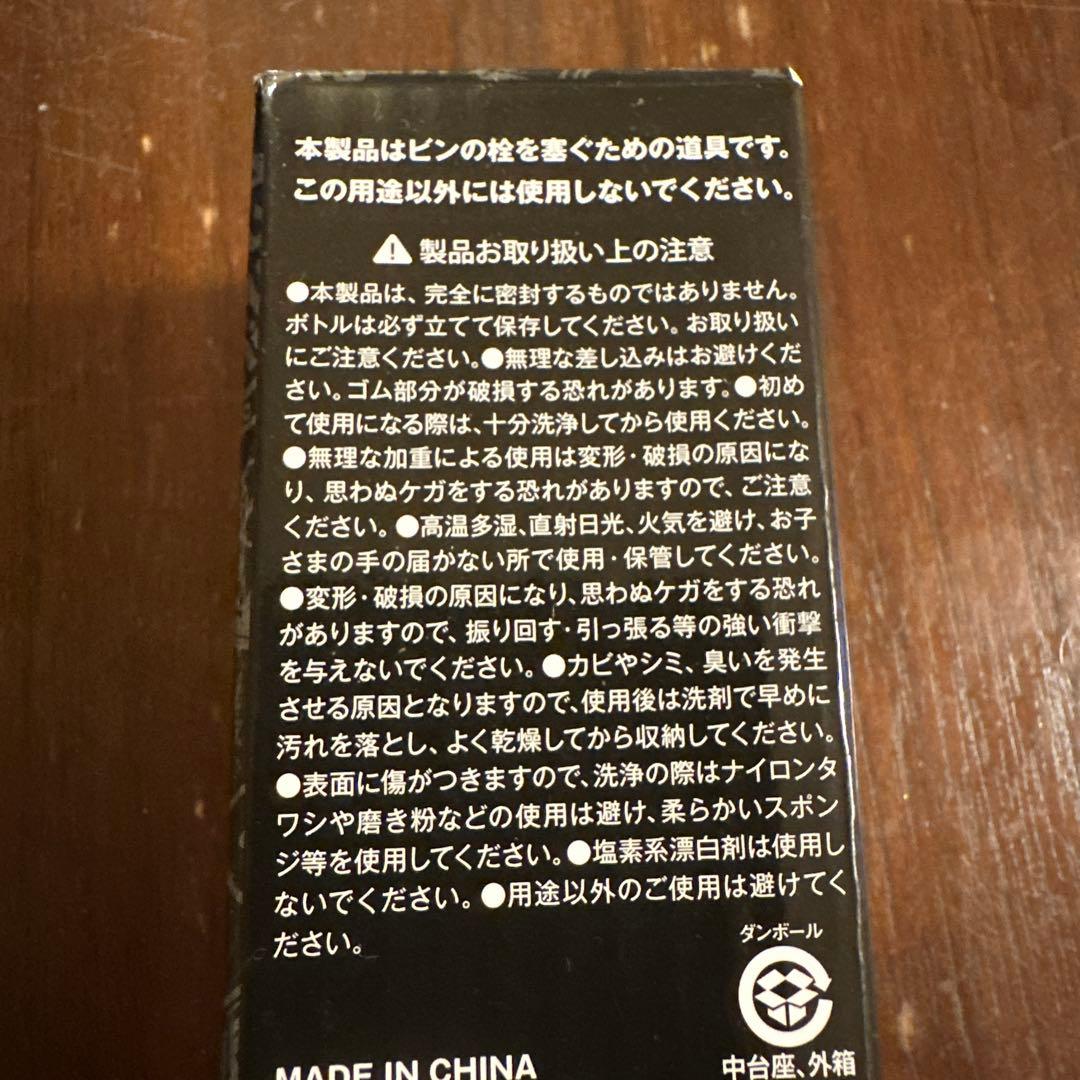 本製品はビンの栓を塞ぐための道具です。
この用途以外には使用しないでください。
製品お取り扱い上の注意
●本製品は、完全に密封するものではありません。
ボトルは必ず立てて保存してください。お取り扱い
にご注意ください。●無理な差し込みはお避けくだ
さい。ゴム部分が破損する恐れがあります。●初め
て使用になる際は、十分洗浄してから使用ください。
●無理な加重による使用は変形・破損の原因にな
り、思わぬケガをする恐れがありますので、ご注意
ください。●高温多湿、直射日光、火気を避け、お子
さまの手の届かない所で使用・保管してください。
●変形・破損の原因になり、思わぬケガをする恐れ
がありますので、振り回す・引っ張る等の強い衝撃
を与えないでください。●カビやシミ、臭いを発生
させる原因となりますので、使用後は洗剤で早めに
汚れを落とし、よく乾燥してから収納してください。
●表面に傷がつきますので、洗浄の際はナイロンタ
ワシや磨き粉などの使用は避け、柔らかいスポン
ジ等を使用してください。●塩素系漂白剤は使用し
ないでください。●用途以外のご使用は避けてく
ださい。
ダンボール
MADE IN CHINA
中台座、外箱